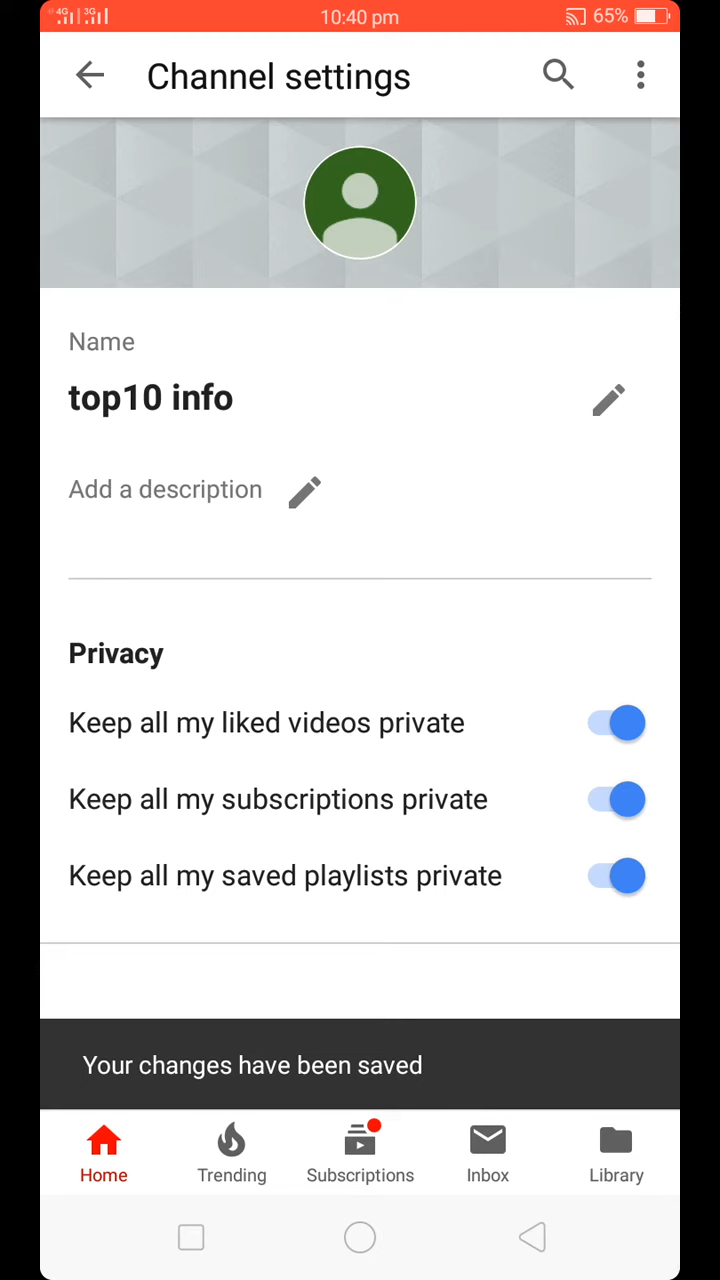 4G 3G 10:40 pm 65%
Channel settings
Name
top10 info
Add a description
Privacy
Keep all my liked videos private
Keep all my subscriptions private
Keep all my saved playlists private
Your changes have been saved
Home Trending Subscriptions Inbox Library